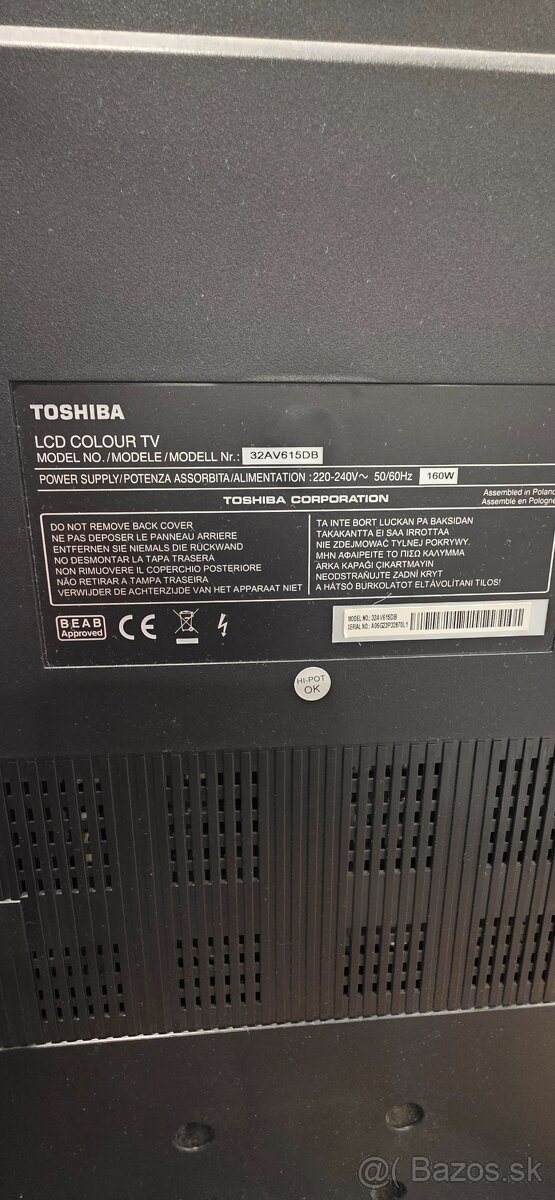 TOSHIBA
LCD COLOUR TV
MODEL NO./MODELE/MODELL Nr.: 32AV615DB
POWER SUPPLY/POTENZA ASSORBITA/ALIMENTATION :220-240V~ 50/60Hz 160W
TOSHIBA CORPORATION
Assembled in Poland
Assemblé en Pologne
DO NOT REMOVE BACK COVER
NE PAS DEPOSER LE PANNEAU ARRIERE
ENTFERNEN SIE NIEMALS DIE RÜCKWAND
NO DESMONTAR LA TAPA TRASERA
NON RIMUOVERE IL COPERCHIO POSTERIORE
NÃO RETIRAR A TAMPA TRASEIRA
VERWIJDER DE ACHTERZIJDE VAN HET APPARAAT NIET
TA INTE BORT LUCKAN PA BAKSIDAN
TAKAKANTTA EI SAA IRROTTAA
NIE ZDEJMOWAĆ TYLNEJ POKRYWY.
ΜΗΝ ΑΦΑΙΡΕΙΤΕ ΤΟ ΠΙΣΩ ΚΑΛΥΜΜΑ
ARKA KAPAĞI ÇIKARTMAYIN
NEODSTRAŇUJTE ZADNÍ KRYT
A HÁTSÓ BURKOLATOT ELTÁVOLÍTANI TILOS!
B.E.A.B
Approved
CE
MODEL NO.: 32AV615DB
SERIAL NO.:
HI-POT
OK
@( Bazos.sk